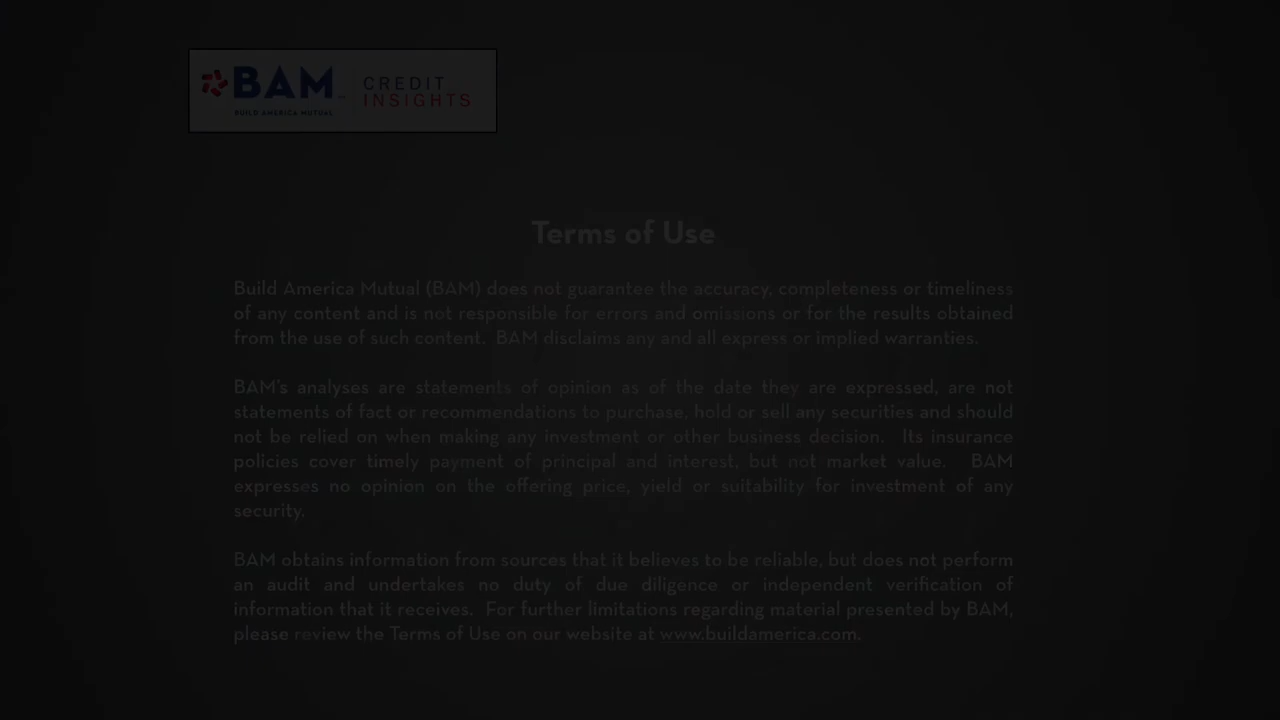 BAM
CREDIT
INSIGHTS
BUILD AMERICA MUTUAL
Terms of Use
Build America Mutual (BAM) does not guarantee the accuracy, completeness or timeliness
of any content and is not responsible for errors and omissions or for the results obtained
from the use of such content. BAM disclaims any and all express or implied warranties.
BAM's analyses are statements of opinion as of the date they are expressed, are not
statements of fact or recommendations to purchase, hold or sell any securities and should
not be relied on when making any investment or other business decision. Its insurance
policies cover timely payment of principal and interest, but not market value. BAM
expresses no opinion on the offering price, yield or suitability for investment of any
security.
BAM obtains information from sources that it believes to be reliable, but does not perform
an audit and undertakes no duty of due diligence or independent verification of
information that it receives. For further limitations regarding material presented by BAM,
please review the Terms of Use on our website at www.buildamerica.com.